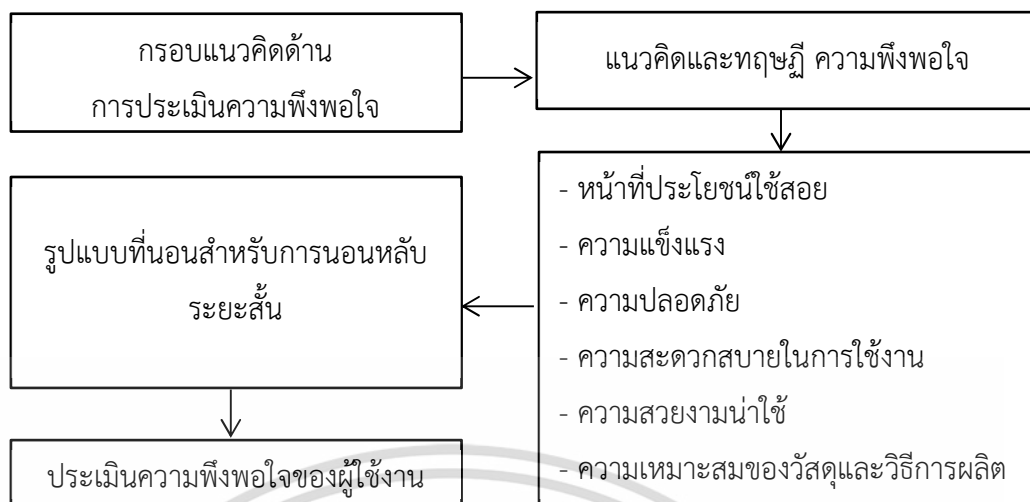 กรอบแนวคิดด้าน
การประเมินความพึงพอใจ
แนวคิดและทฤษฏี ความพึงพอใจ
- หน้าที่ประโยชน์ใช้สอย
- ความแข็งแรง
- ความปลอดภัย
- ความสะดวกสบายในการใช้งาน
- ความสวยงามน่าใช้
- ความเหมาะสมของวัสดุและวิธีการผลิต
รูปแบบที่นอนสำหรับการนอนหลับ
ระยะสั้น
ประเมินความพึงพอใจของผู้ใช้งาน